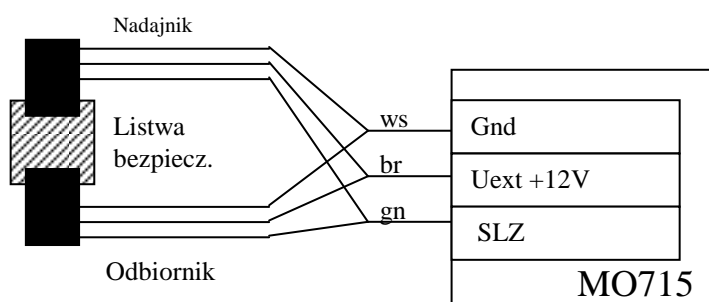 Nadajnik
Listwa
bezpiecz.
Odbiornik
ws
br
gn
Gnd
Uext +12V
SLZ
MO715